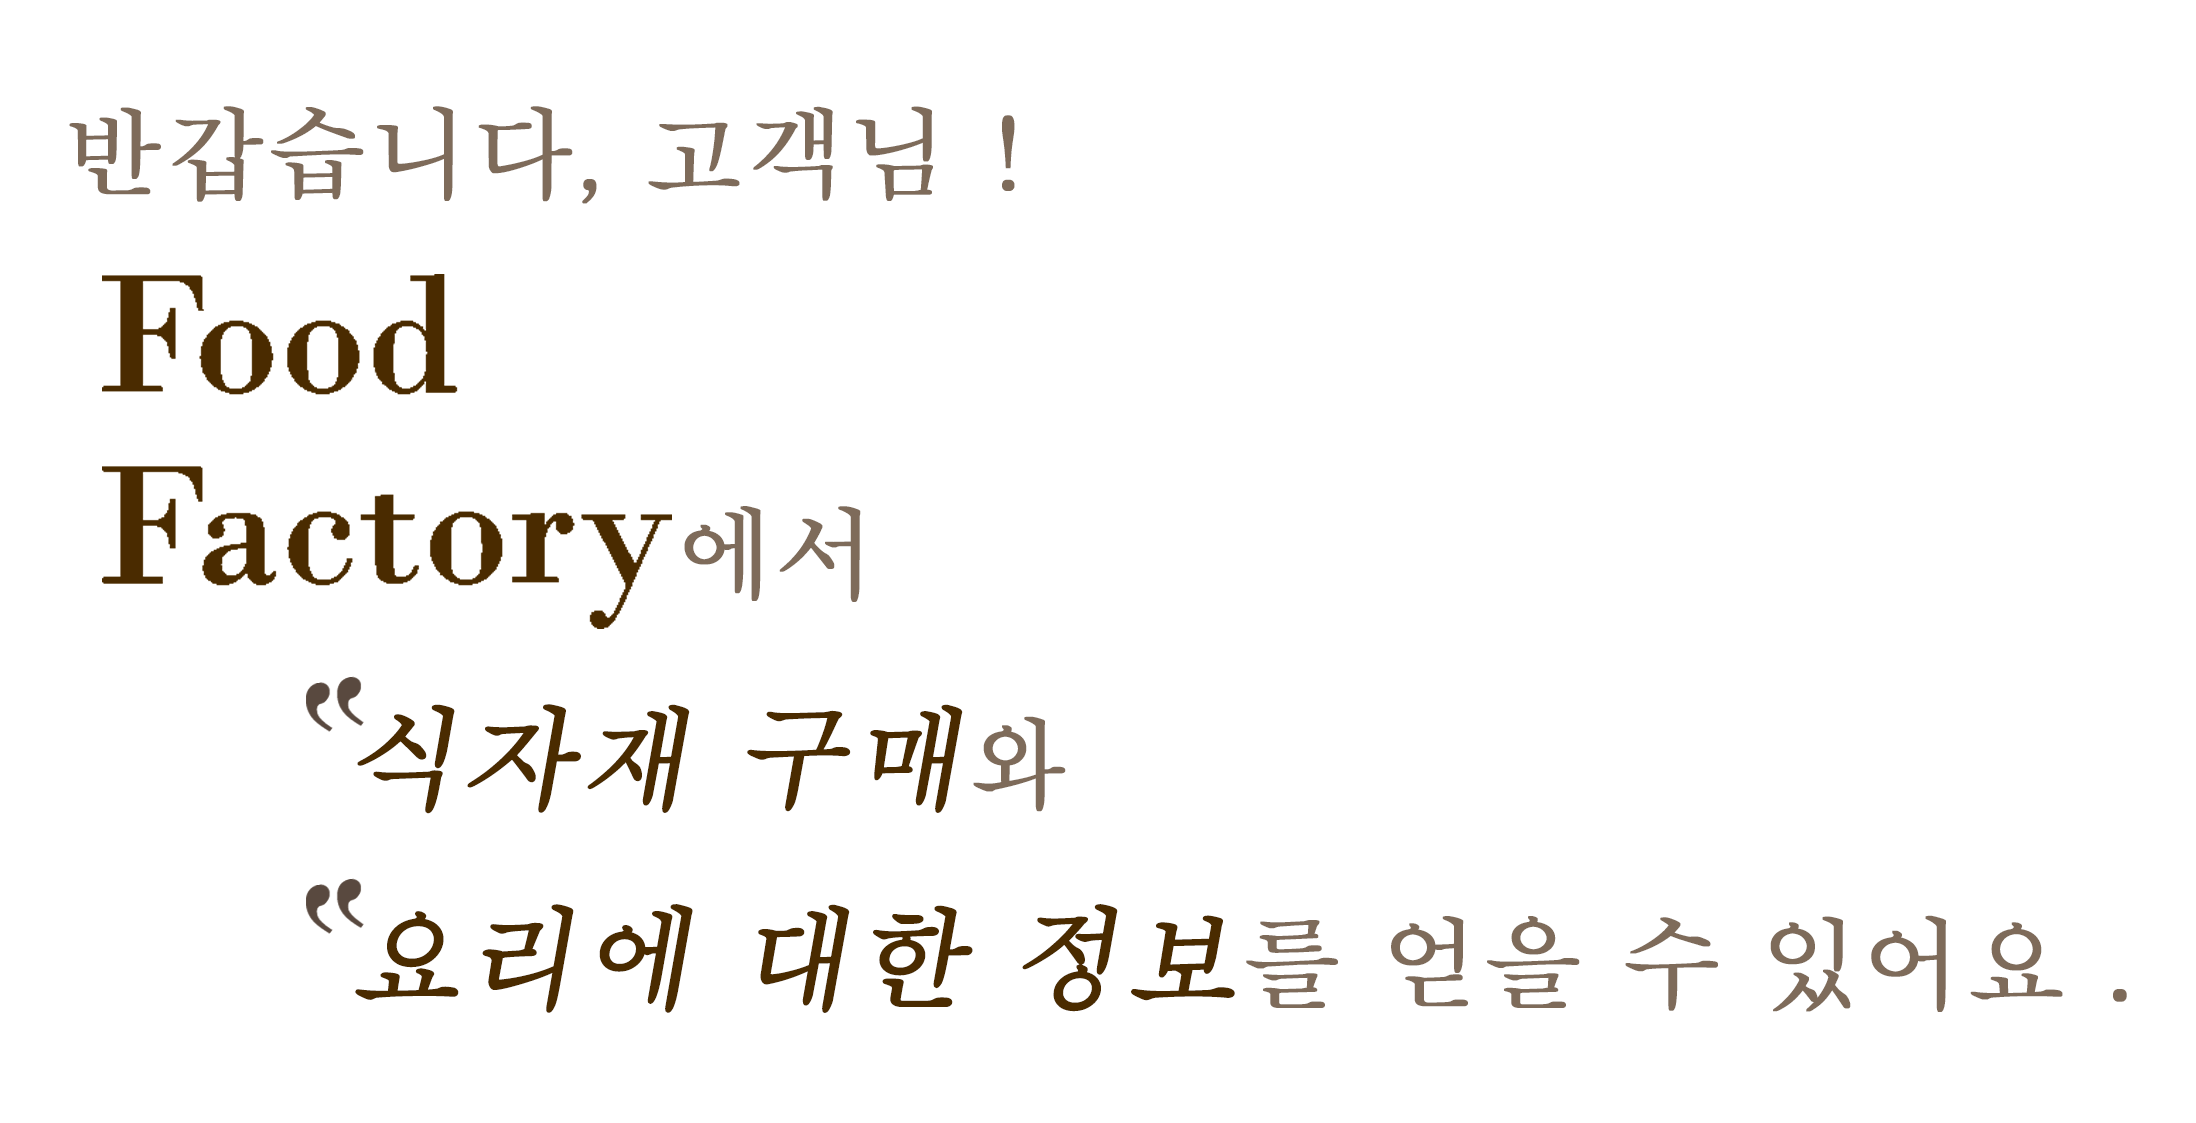 반갑습니다, 고객님 !
Food
Factory에서
‟식자재 구매와
‟요리에 대한 정보를 얻을 수 있어요 .